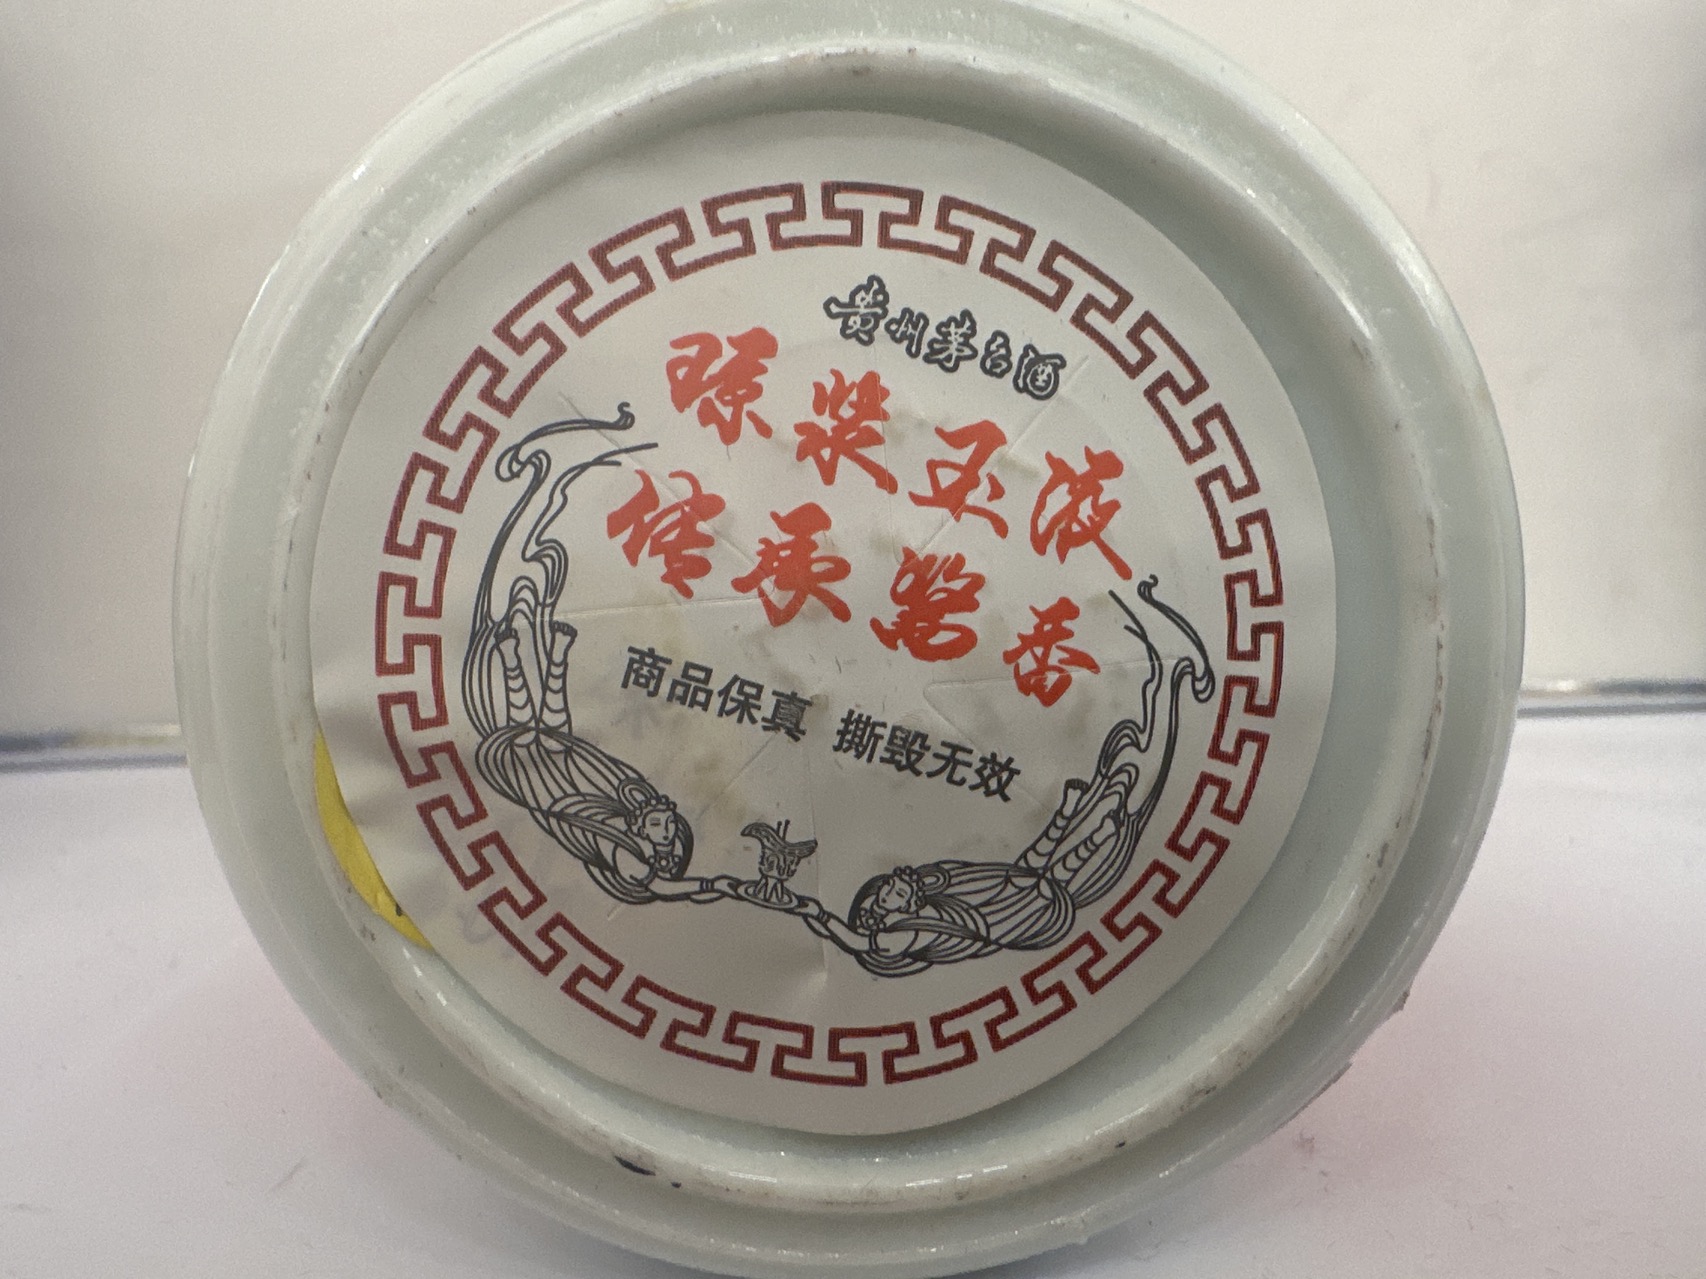 贵州茅台酒
琼浆玉液
传承酱香
商品保真 撕毁无效